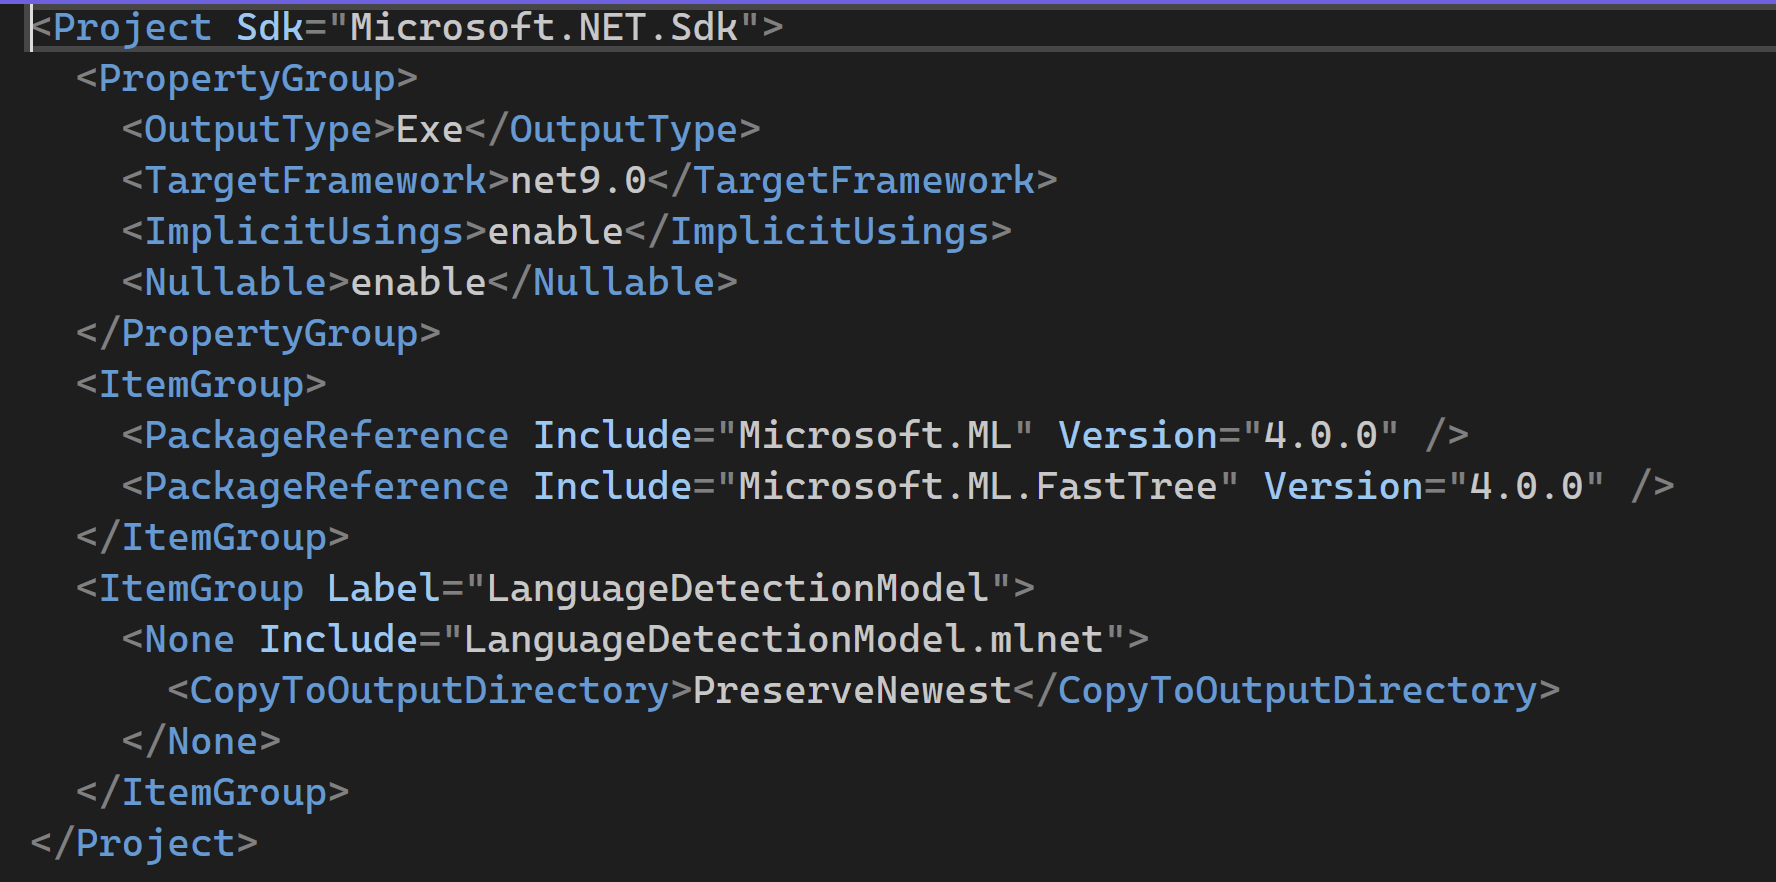 <Project Sdk="Microsoft.NET.Sdk">
  <PropertyGroup>
    <OutputType>Exe</OutputType>
    <TargetFramework>net9.0</TargetFramework>
    <ImplicitUsings>enable</ImplicitUsings>
    <Nullable>enable</Nullable>
  </PropertyGroup>
  <ItemGroup>
    <PackageReference Include="Microsoft.ML" Version="4.0.0" />
    <PackageReference Include="Microsoft.ML.FastTree" Version="4.0.0" />
  </ItemGroup>
  <ItemGroup Label="LanguageDetectionModel">
    <None Include="LanguageDetectionModel.mlnet">
      <CopyToOutputDirectory>PreserveNewest</CopyToOutputDirectory>
    </None>
  </ItemGroup>
</Project>